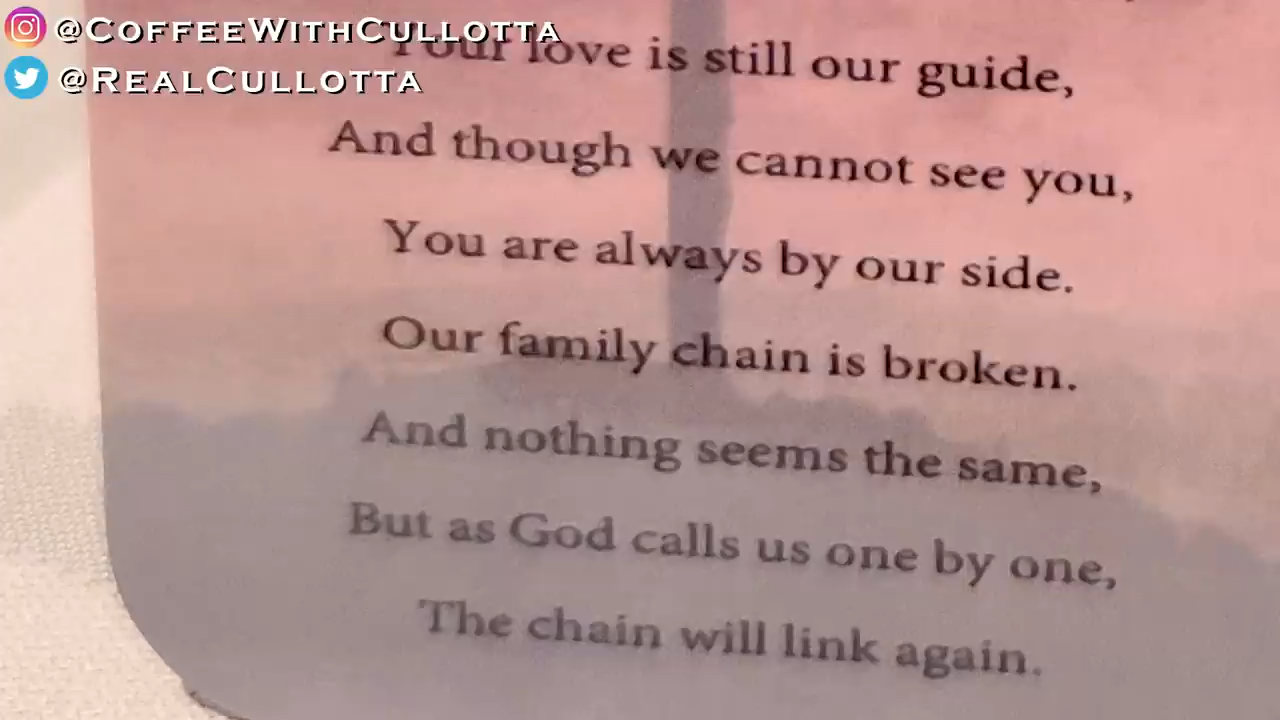 @CoffeeWithCullotta
@RealCullotta
Your love is still our guide,
And though we cannot see you,
You are always by our side.
Our family chain is broken.
And nothing seems the same,
But as God calls us one by one,
The chain will link again.